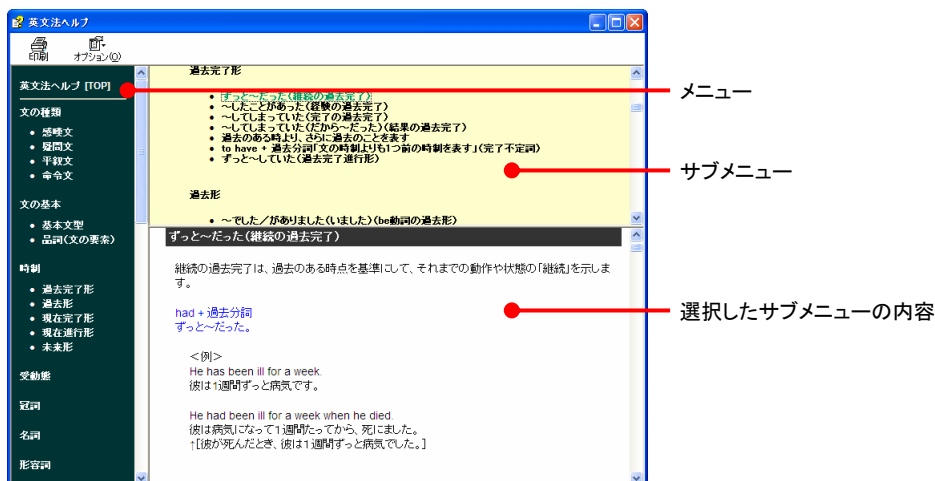 英文法ヘルプ
印刷
オプション(O)
英文法ヘルプ [TOP]
文の種類
• 感嘆文
• 疑問文
• 平叙文
• 命令文
文の基本
• 基本文型
• 品詞(文の要素)
時制
• 過去完了形
• 過去形
• 現在完了形
• 現在進行形
• 未来形
受動態
冠詞
名詞
形容詞
過去完了形
• ずっと~だった(継続の過去完了)
• ~したことがあった(経験の過去完了)
• ~してしまっていた(完了の過去完了)
• ~してしまっていた(だから~だった)(結果の過去完了)
• 過去のある時より、さらに過去のことを表す
• to have + 過去分詞「文の時制よりも1つ前の時制を表す」(完了不定詞)
• ずっと~していた(過去完了進行形)
過去形
• ~でした/がありました(いました)(be動詞の過去形)
ずっと~だった(継続の過去完了)
継続の過去完了は、過去のある時点を基準にして、それまでの動作や状態の「継続」を示しま
す。
had + 過去分詞
ずっと~だった。
<例>
He has been ill for a week.
彼は1週間ずっと病気です。
He had been ill for a week when he died.
彼は病気になって1週間たってから、死にました。
↑[彼が死んだとき、彼は1週間ずっと病気でした。]
メニュー
サブメニュー
選択したサブメニューの内容